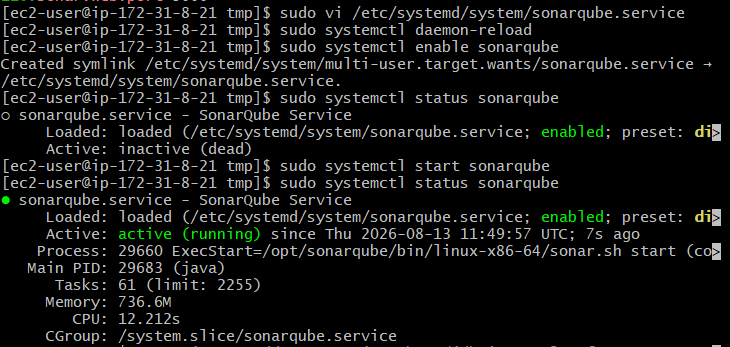 [ec2-user@ip-172-31-8-21 tmp]$ sudo vi /etc/systemd/system/sonarqube.service
[ec2-user@ip-172-31-8-21 tmp]$ sudo systemctl daemon-reload
[ec2-user@ip-172-31-8-21 tmp]$ sudo systemctl enable sonarqube
Created symlink /etc/systemd/system/multi-user.target.wants/sonarqube.service →
/etc/systemd/system/sonarqube.service.
[ec2-user@ip-172-31-8-21 tmp]$ sudo systemctl status sonarqube
○ sonarqube.service - SonarQube Service
     Loaded: loaded (/etc/systemd/system/sonarqube.service; enabled; preset: di>
     Active: inactive (dead)
[ec2-user@ip-172-31-8-21 tmp]$ sudo systemctl start sonarqube
[ec2-user@ip-172-31-8-21 tmp]$ sudo systemctl status sonarqube
● sonarqube.service - SonarQube Service
     Loaded: loaded (/etc/systemd/system/sonarqube.service; enabled; preset: di>
     Active: active (running) since Thu 2026-08-13 11:49:57 UTC; 7s ago
    Process: 29660 ExecStart=/opt/sonarqube/bin/linux-x86-64/sonar.sh start (co>
   Main PID: 29683 (java)
      Tasks: 61 (limit: 2255)
     Memory: 736.6M
        CPU: 12.212s
     CGroup: /system.slice/sonarqube.service